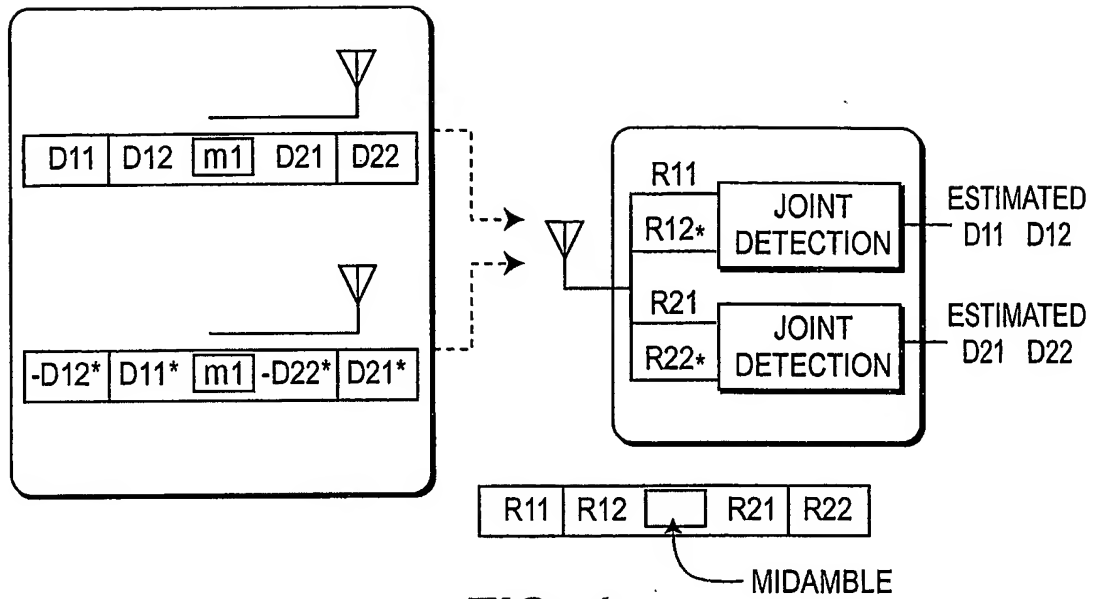 D11 D12 m1 D21 D22
-D12* D11* m1 -D22* D21*
R11
R12*
JOINT
DETECTION
ESTIMATED
D11 D12
R21
R22*
JOINT
DETECTION
ESTIMATED
D21 D22
R11 R12 R21 R22
MIDAMBLE